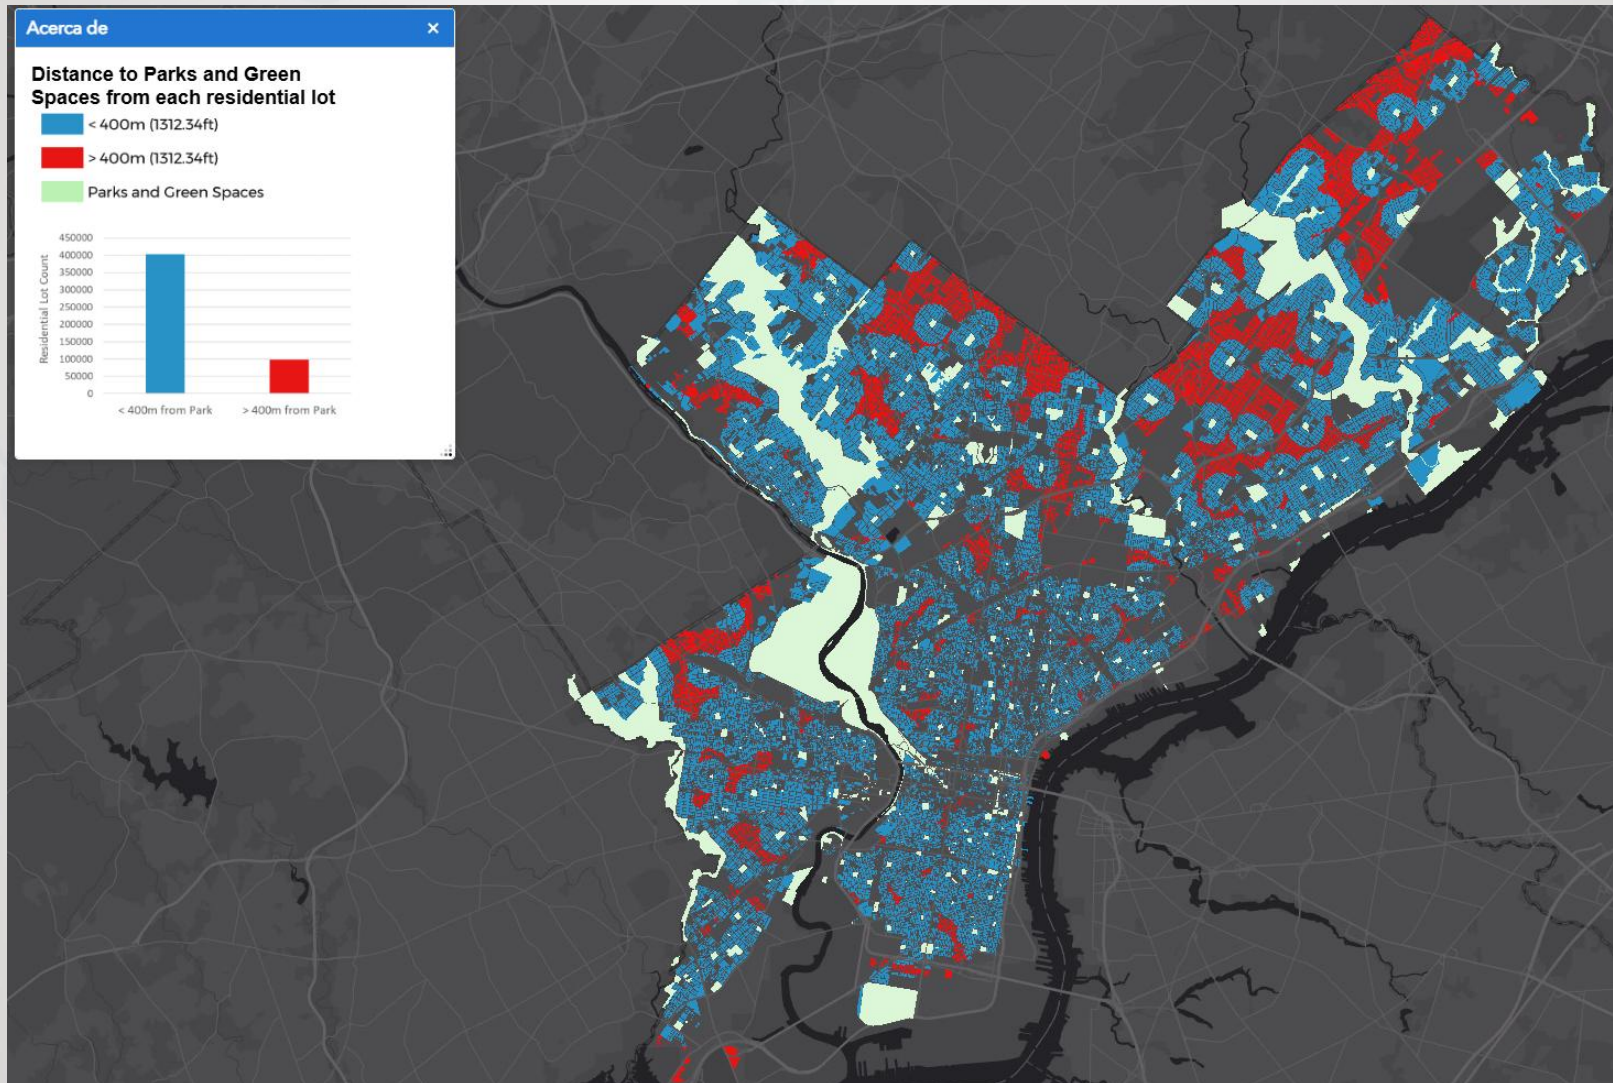 Acerca de
×
Distance to Parks and Green
Spaces from each residential lot
< 400m (1312.34ft)
> 400m (1312.34ft)
Parks and Green Spaces
Residential Lot Count
450000
400000
350000
300000
250000
200000
150000
100000
50000
0
< 400m from Park
> 400m from Park